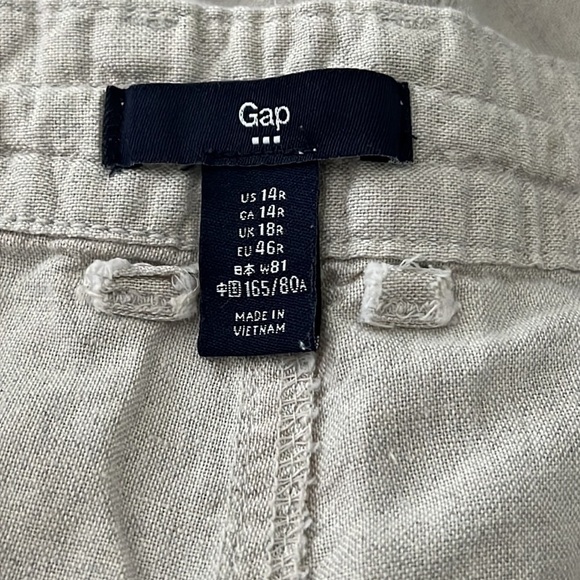 Gap
US 14R
CA 14R
UK 18R
EU 46R
日本 W81
中国 165/80A
MADE IN
VIETNAM